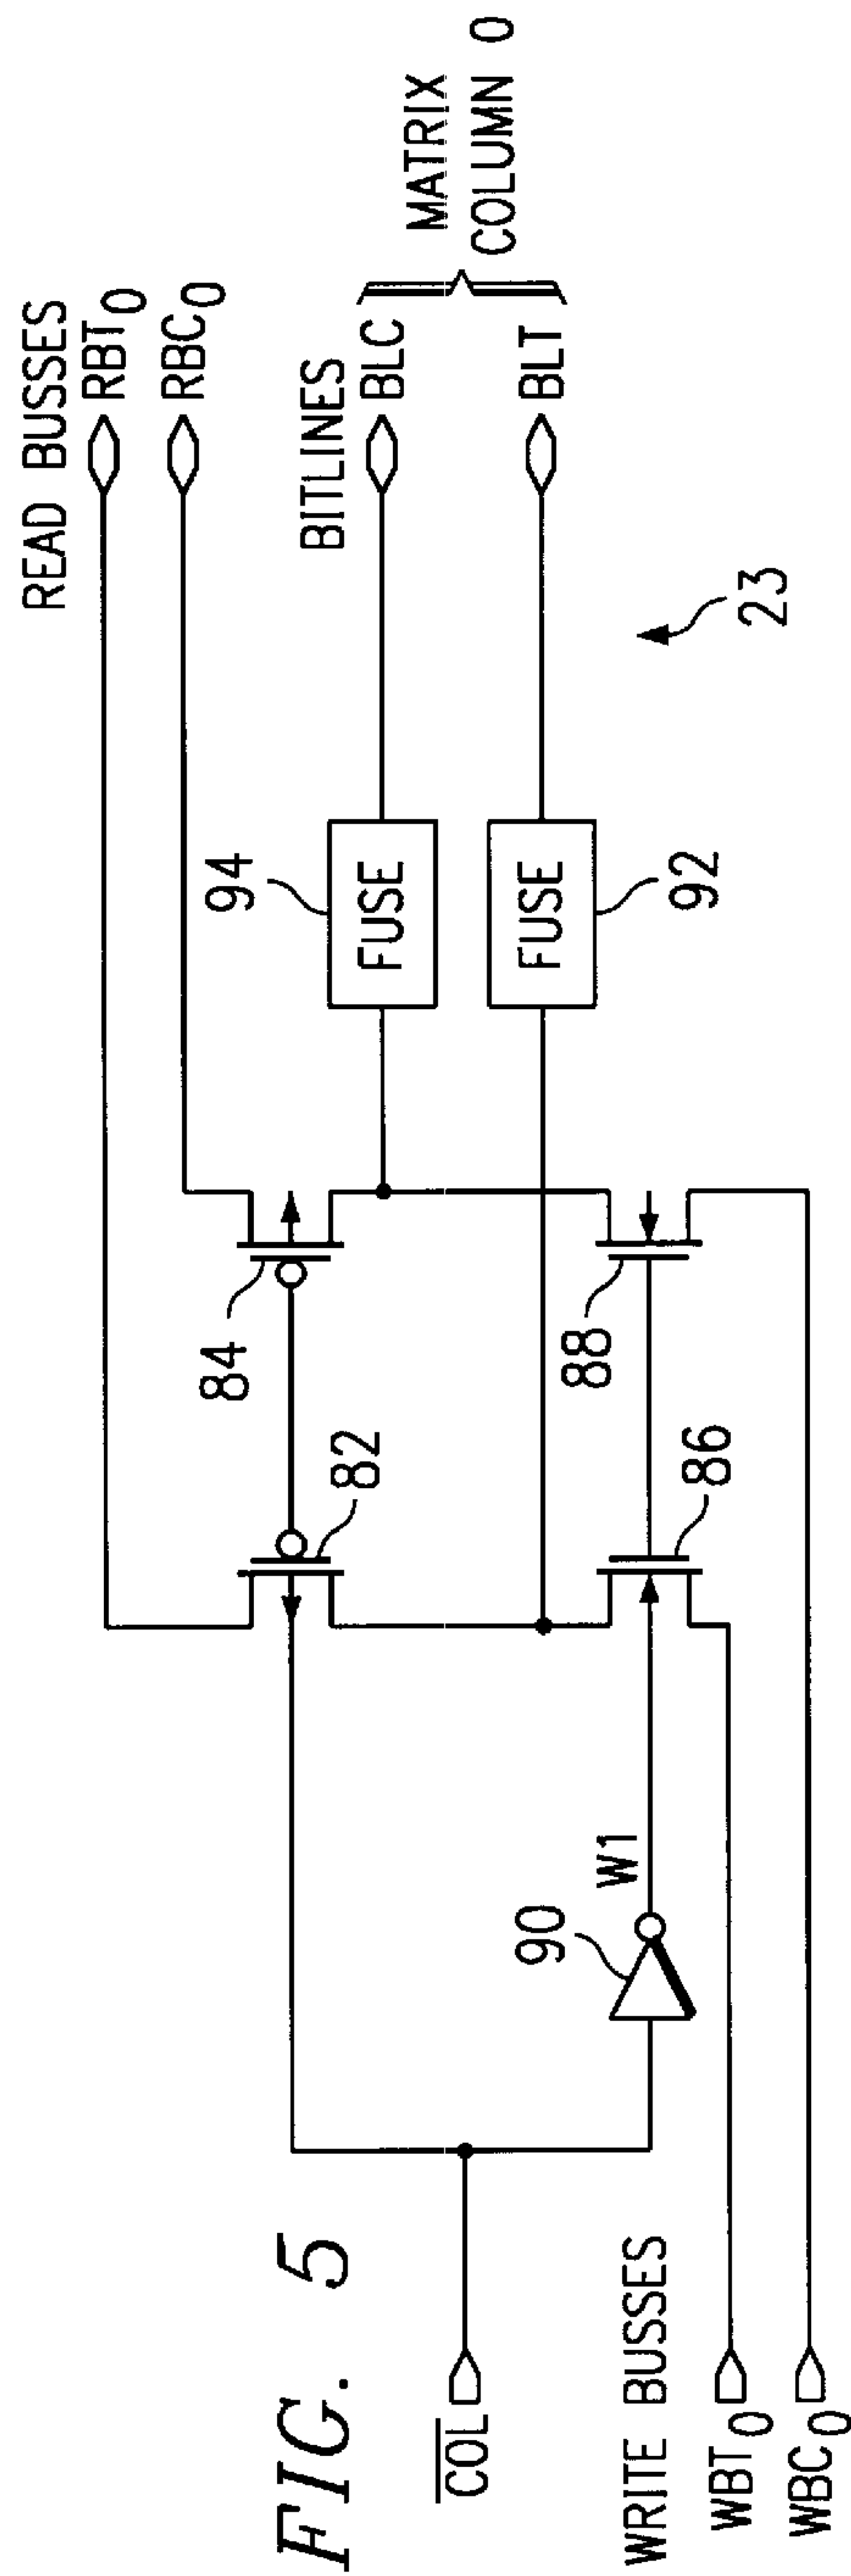 FIG. 5
READ BUSSES
RBT0
RBC0
BITLINES
BLC
BLT
MATRIX
COLUMN 0
94
FUSE
FUSE
92
23
84
82
88
86
90
W1
COL
WRITE BUSSES
WBT0
WBC0